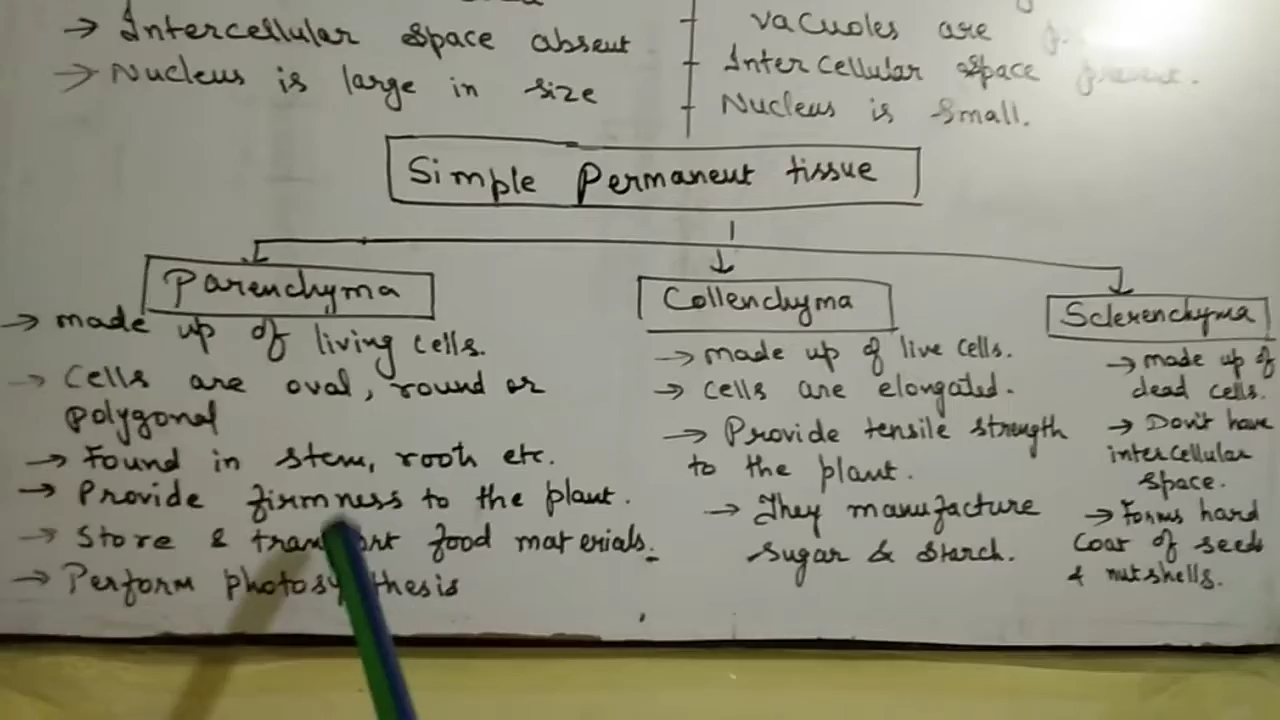 → Intercellular space absent
→ Nucleus is large in size
vacuoles are
Intercellular space present.
Nucleus is small.
Simple Permanent tissue
Parenchyma
→ made up of living cells.
→ Cells are oval, round or
polygonal
→ Found in stem, root etc.
→ Provide firmness to the plant.
→ Store & transport food materials.
→ Perform photosynthesis
Collenchyma
→ made up of live cells.
→ cells are elongated.
→ Provide tensile strength
to the plant.
→ They manufacture
sugar & starch.
Sclerenchyma
→ made up of
dead cells.
→ Don't have
intercellular
space.
→ Forms hard
coat of seeds
& nutshells.